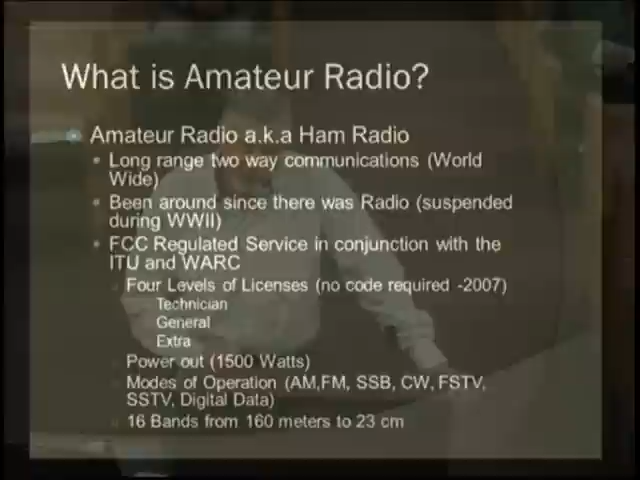 What is Amateur Radio?
Amateur Radio a.k.a Ham Radio
Long range two way communications (World
Wide)
Been around since there was Radio (suspended
during WWII)
FCC Regulated Service in conjunction with the
ITU and WARC
Four Levels of Licenses (no code required -2007)
Technician
General
Extra
Power out (1500 Watts)
Modes of Operation (AM,FM, SSB, CW, FSTV,
SSTV, Digital Data)
16 Bands from 160 meters to 23 cm